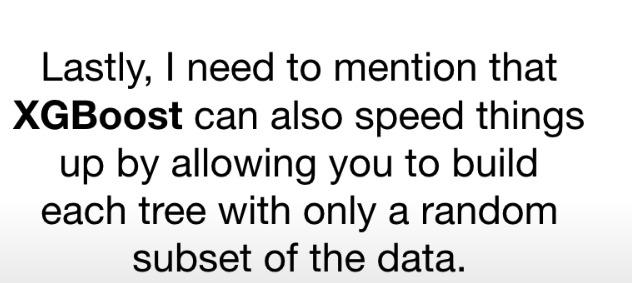 Lastly, I need to mention that
XGBoost can also speed things
up by allowing you to build
each tree with only a random
subset of the data.